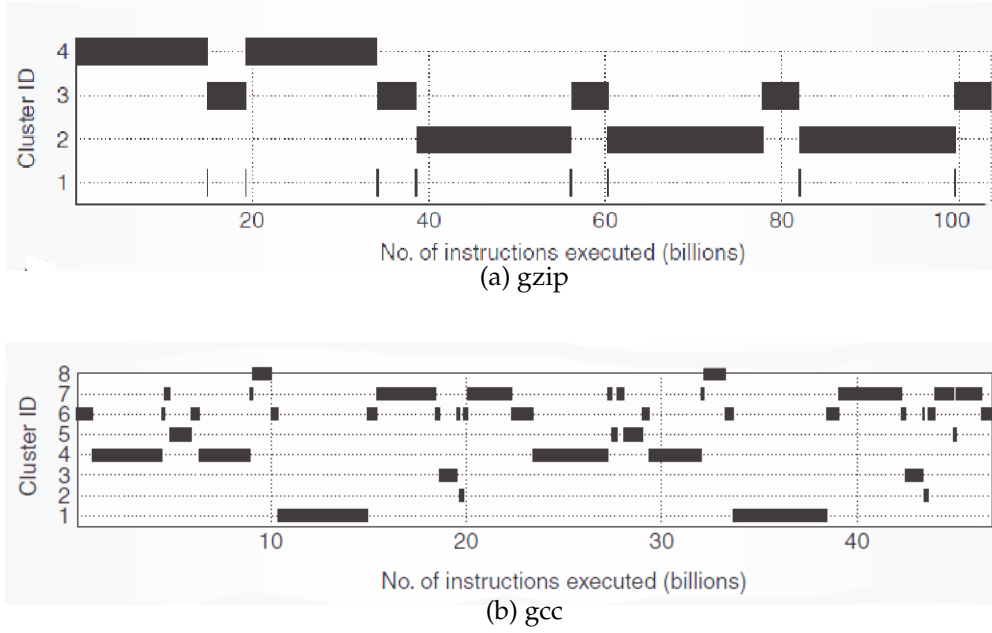 Cluster ID
4
3
2
1
20 40 60 80 100
No. of instructions executed (billions)
(a) gzip
Cluster ID
8
7
6
5
4
3
2
1
10 20 30 40
No. of instructions executed (billions)
(b) gcc